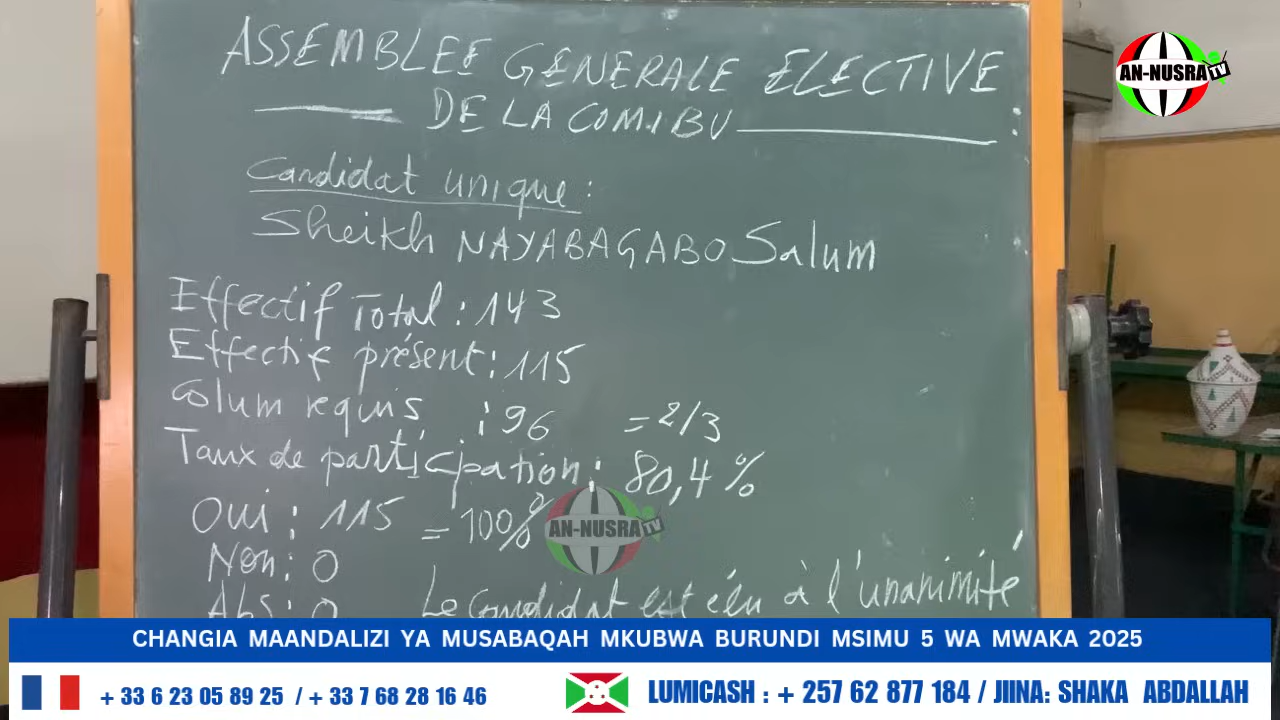 ASSEMBLEE GENERALE ELECTIVE
DE LA COMIBU :
Candidat unique :
Sheikh NAYABAGABO Salum
Effectif Total : 143
Effectif présent : 115
Colum requis : 96 = 2/3
Taux de participation : 80,4 %
Oui : 115 = 100%
Non : 0
Abs : 0 Le Candidat est élu à l'unanimité
AN-NUSRA TV
AN-NUSRA TV
CHANGIA MAANDALIZI YA MUSABAQAH MKUBWA BURUNDI MSIMU 5 WA MWAKA 2025
+ 33 6 23 05 89 25 / + 33 7 68 28 16 46
LUMICASH : + 257 62 877 184 / JIINA: SHAKA ABDALLAH